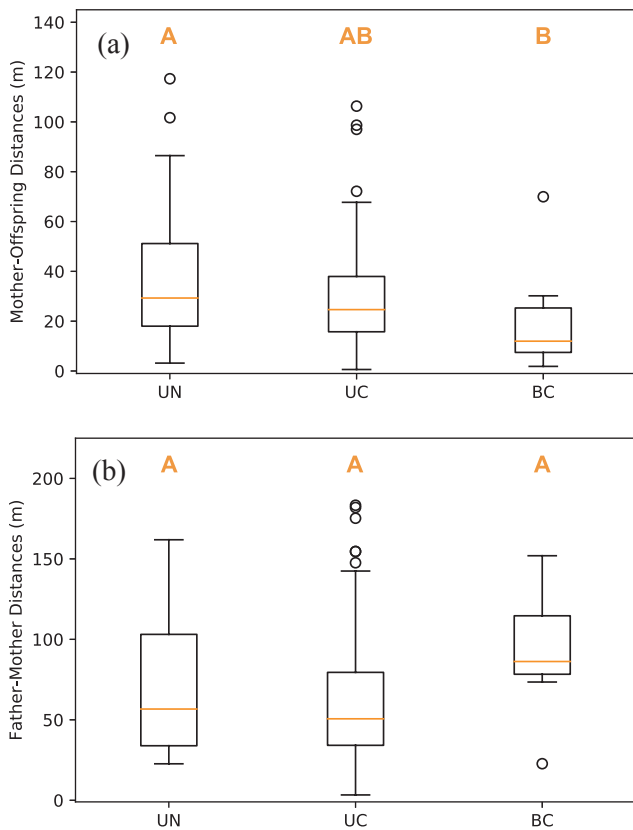 (a)
A
AB
B
Mother-Offspring Distances (m)
140
120
100
80
60
40
20
0
UN
UC
BC
(b)
A
A
A
Father-Mother Distances (m)
200
150
100
50
0
UN
UC
BC